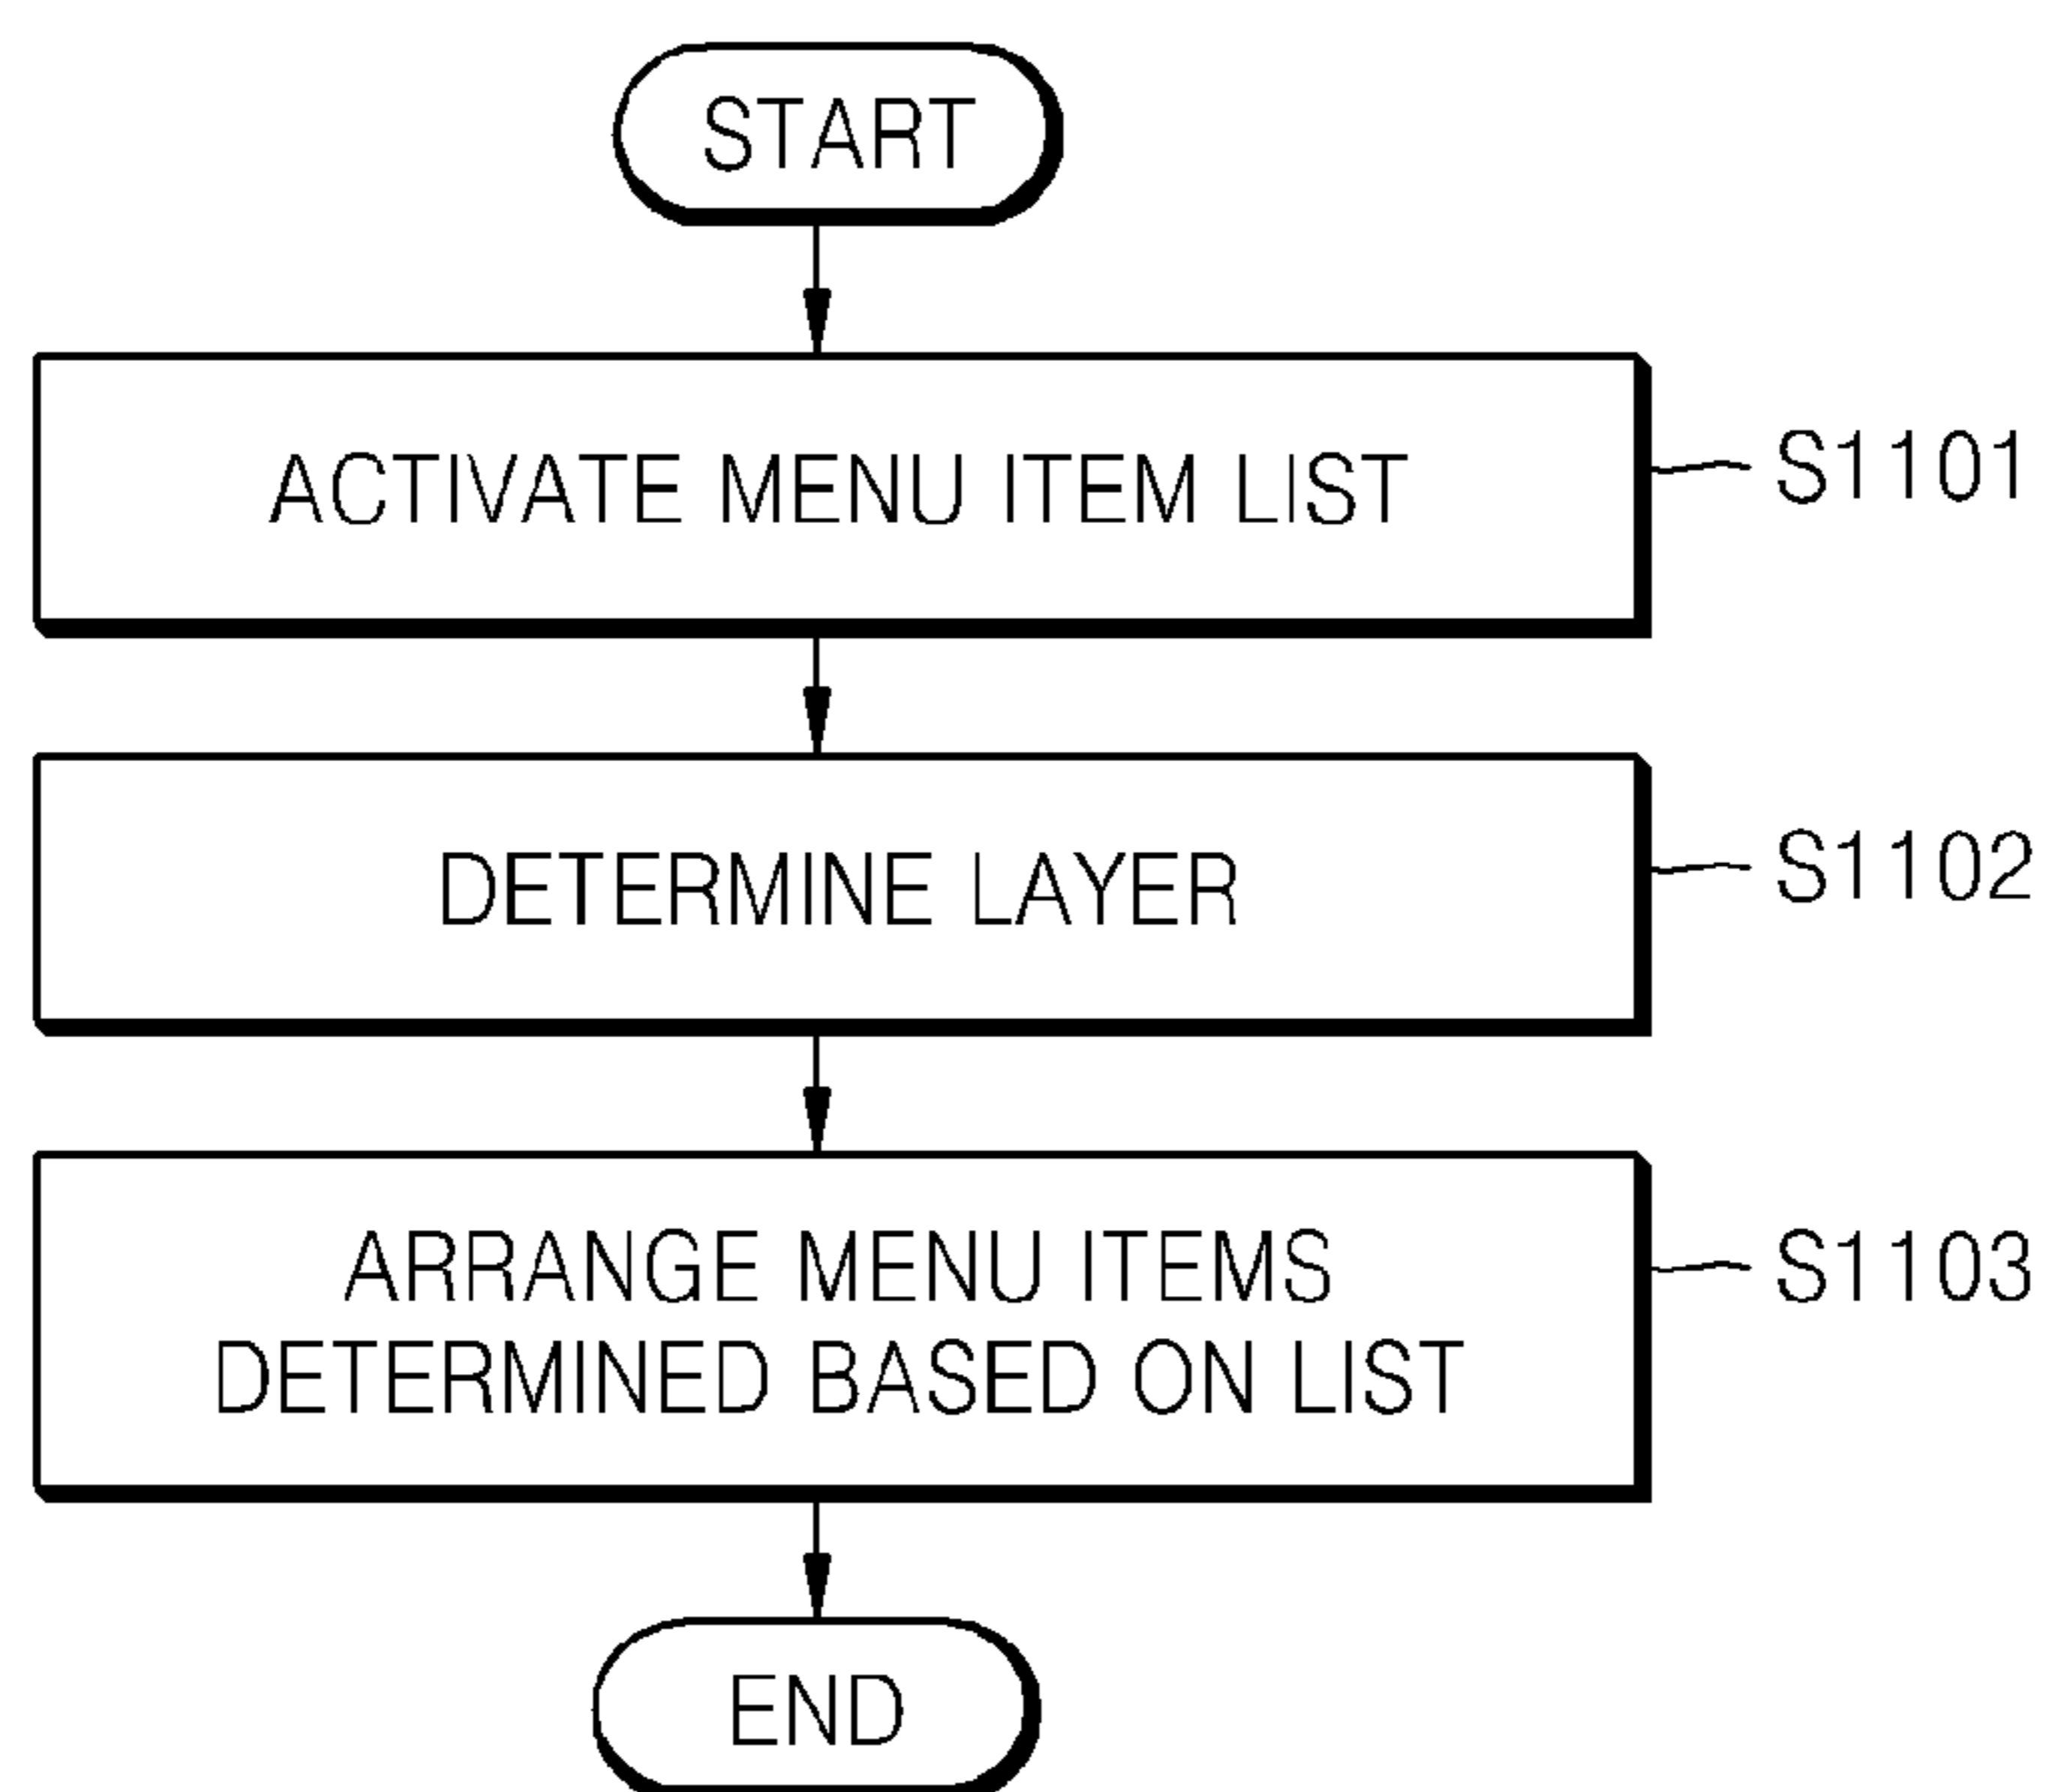 START
ACTIVATE MENU ITEM LIST
S1101
DETERMINE LAYER
S1102
ARRANGE MENU ITEMS
DETERMINED BASED ON LIST
S1103
END